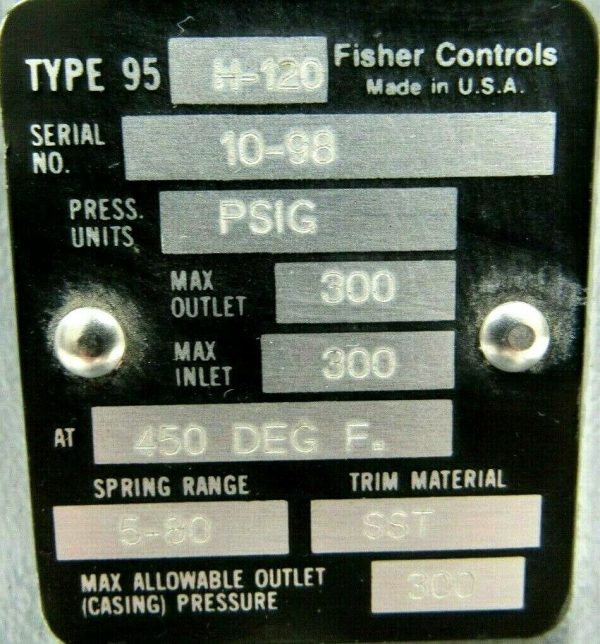 TYPE 95 H-120 Fisher Controls
Made in U.S.A.
SERIAL NO. 10-98
PRESS. UNITS PSIG
MAX OUTLET 300
MAX INLET 300
AT 450 DEG F.
SPRING RANGE TRIM MATERIAL
5-80 SST
MAX ALLOWABLE OUTLET
(CASING) PRESSURE 300